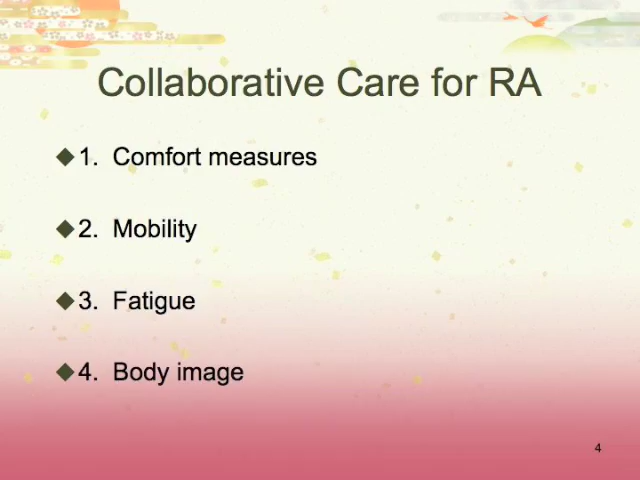 Collaborative Care for RA
1. Comfort measures
2. Mobility
3. Fatigue
4. Body image
4